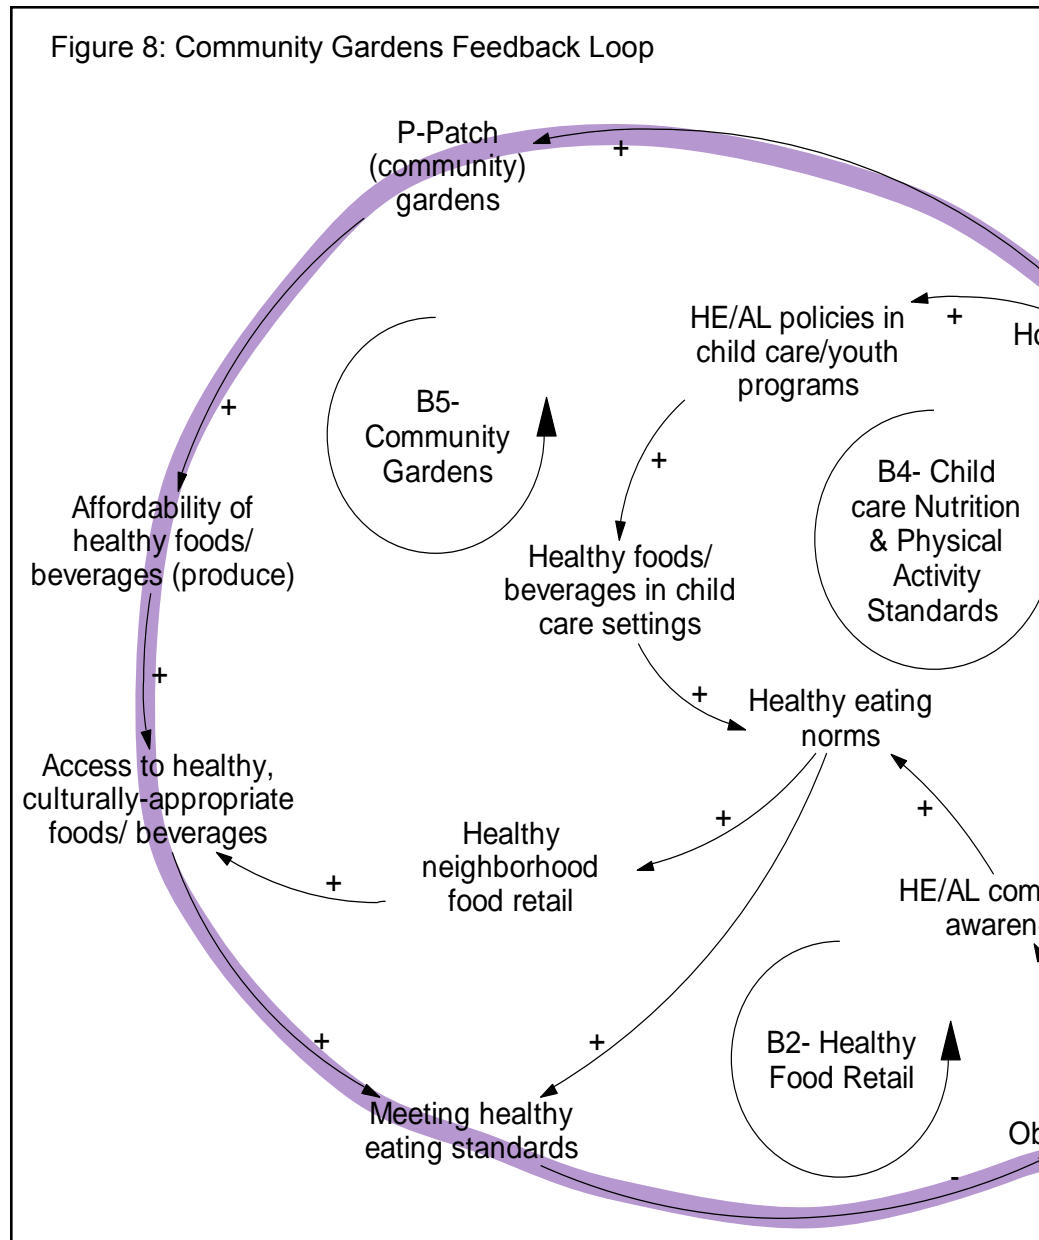 Figure 8: Community Gardens Feedback Loop
P-Patch
(community)
gardens
+
HE/AL policies in
child care/youth
programs
+
+
B5-
Community
Gardens
+
+
B4- Child
care Nutrition
& Physical
Activity
Standards
Affordability of
healthy foods/
beverages (produce)
Healthy foods/
beverages in child
care settings
+
+
Healthy eating
norms
Access to healthy,
culturally-appropriate
foods/ beverages
+
+
Healthy
neighborhood
food retail
+
HE/AL
+
+
B2- Healthy
Food Retail
Meeting healthy
eating standards
-